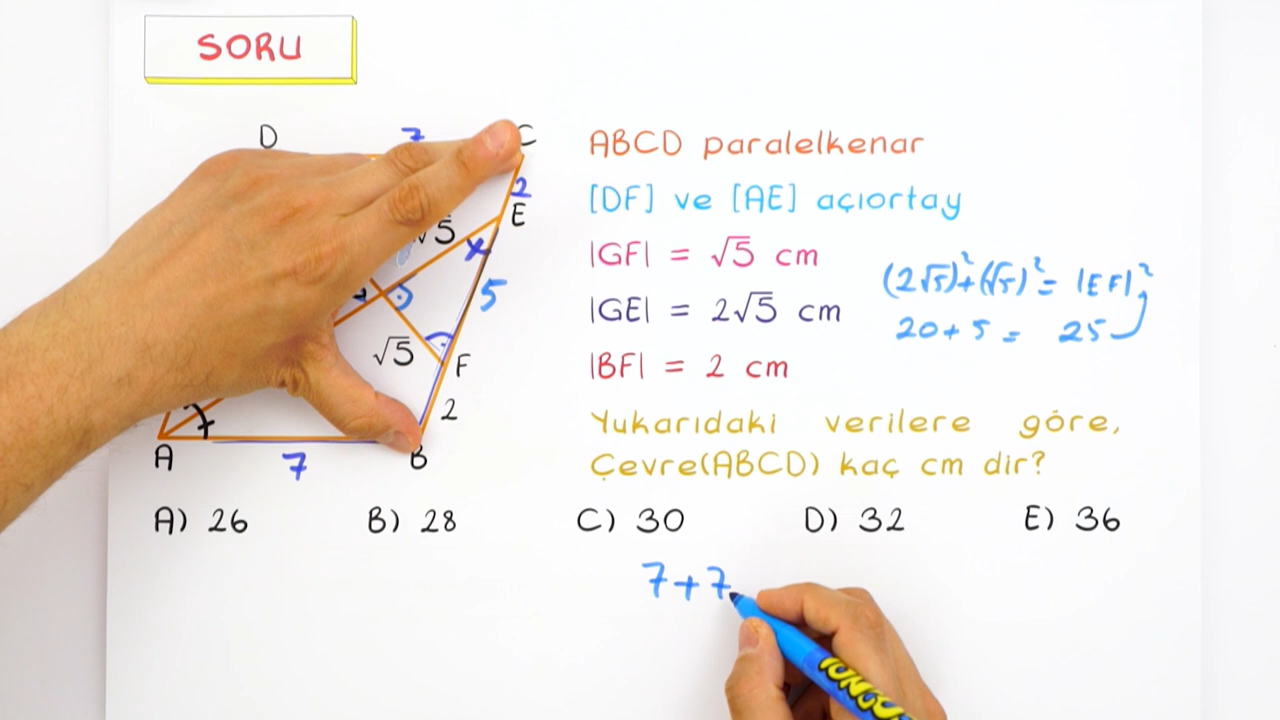 SORU
D 7 C
2
√5 E
x
5
√5 F
2
A 7 B
ABCD paralelkenar
[DF] ve [AE] açıortay
|GF| = √5 cm
|GE| = 2√5 cm
|BF| = 2 cm
(2√5)²+(√5)² = |EF|²
20+5 = 25
Yukarıdaki verilere göre,
Çevre(ABCD) kaç cm dir?
A) 26 B) 28 C) 30 D) 32 E) 36
7+7